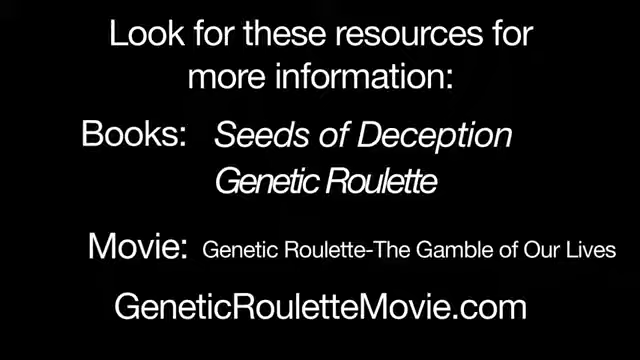 Look for these resources for
more information:
Books: Seeds of Deception
Genetic Roulette
Movie: Genetic Roulette-The Gamble of Our Lives
GeneticRouletteMovie.com